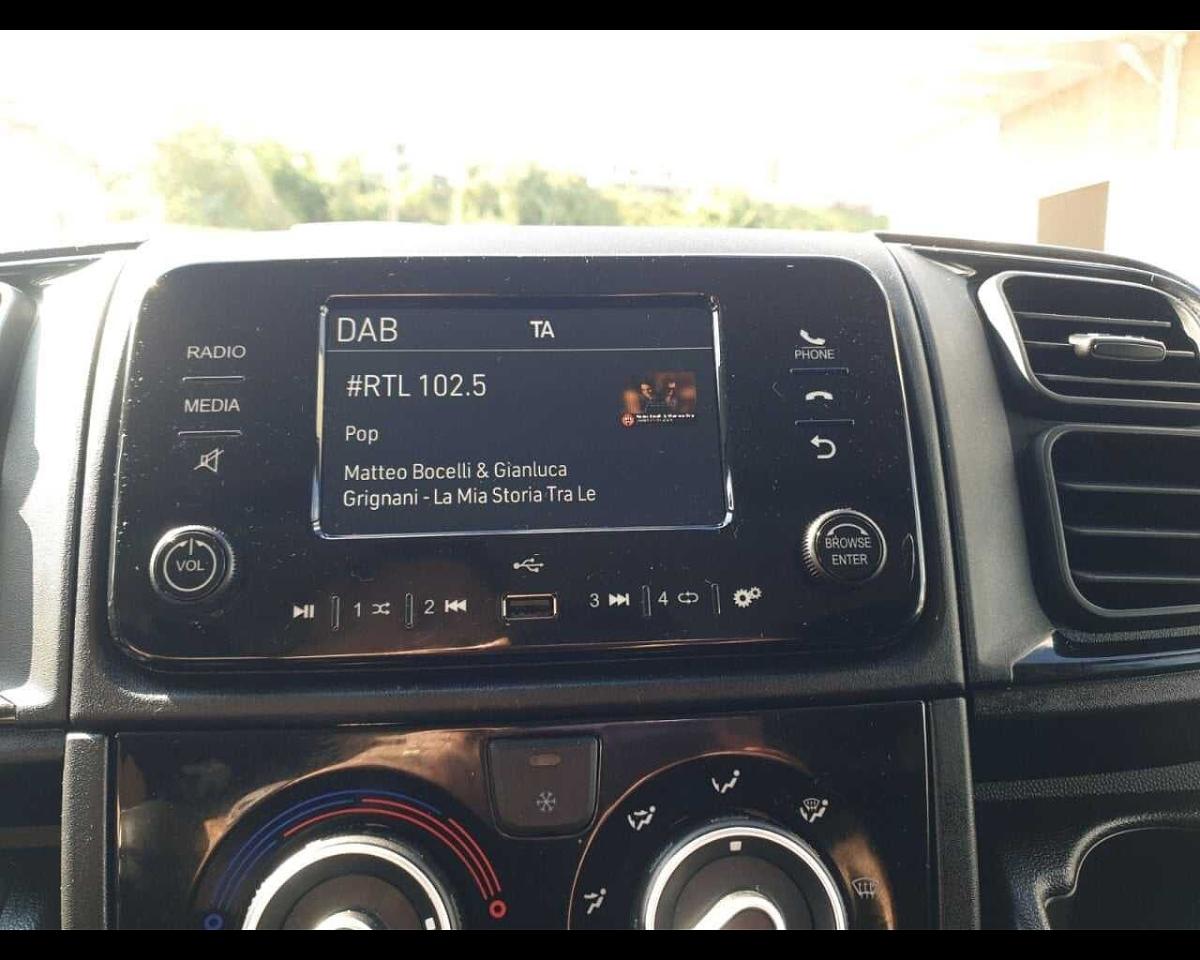 DAB TA
RADIO
#RTL 102.5
PHONE
MEDIA
Pop
Matteo Bocelli & Gianluca
Grignani - La Mia Storia Tra Le
VOL
BROWSE
ENTER
1 2 3 4